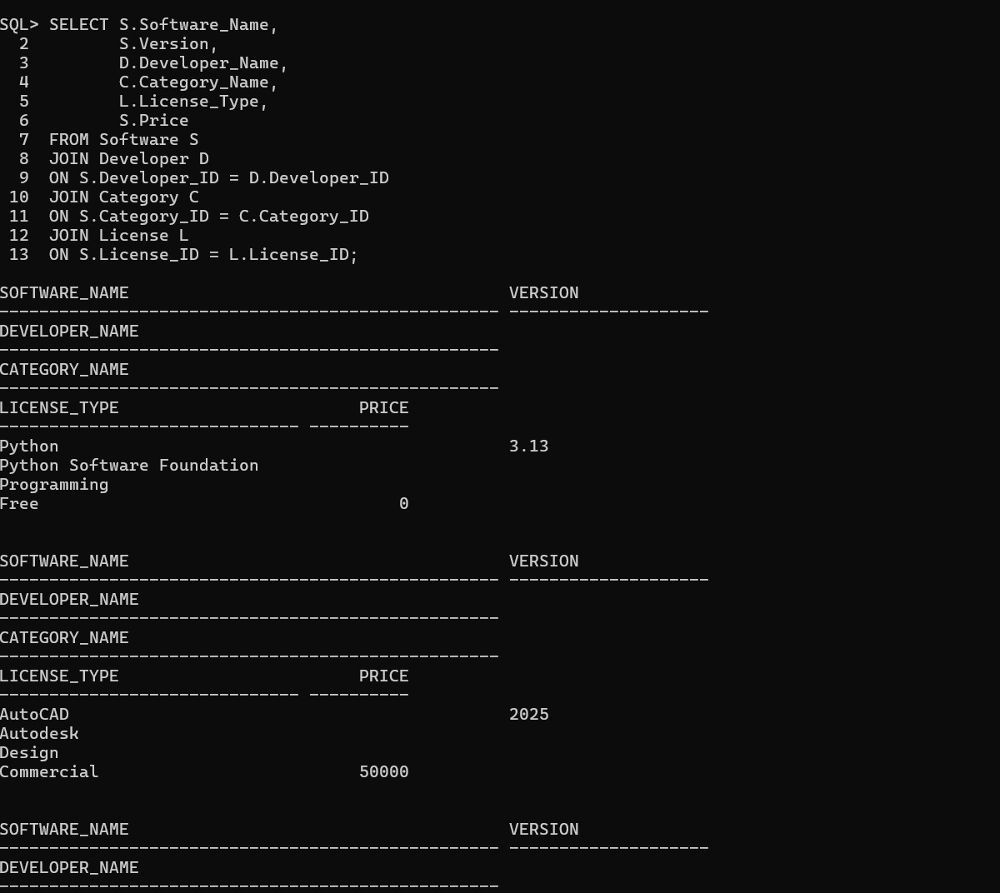 SQL> SELECT S.Software_Name,
  2         S.Version,
  3         D.Developer_Name,
  4         C.Category_Name,
  5         L.License_Type,
  6         S.Price
  7  FROM Software S
  8  JOIN Developer D
  9  ON S.Developer_ID = D.Developer_ID
 10  JOIN Category C
 11  ON S.Category_ID = C.Category_ID
 12  JOIN License L
 13  ON S.License_ID = L.License_ID;

SOFTWARE_NAME                                      VERSION
-------------------------------------------------- --------------------
DEVELOPER_NAME
--------------------------------------------------
CATEGORY_NAME
--------------------------------------------------
LICENSE_TYPE                        PRICE
------------------------------ ----------
Python                                             3.13
Python Software Foundation
Programming
Free                                    0

SOFTWARE_NAME                                      VERSION
-------------------------------------------------- --------------------
DEVELOPER_NAME
--------------------------------------------------
CATEGORY_NAME
--------------------------------------------------
LICENSE_TYPE                        PRICE
------------------------------ ----------
AutoCAD                                            2025
Autodesk
Design
Commercial                          50000

SOFTWARE_NAME                                      VERSION
-------------------------------------------------- --------------------
DEVELOPER_NAME
--------------------------------------------------